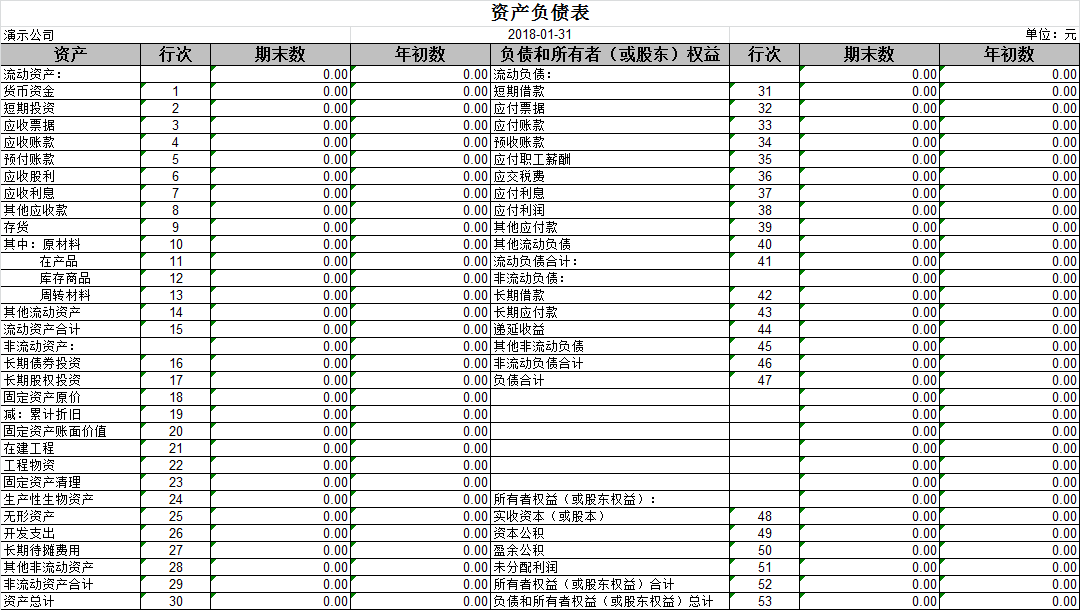 资产负债表
演示公司 2018-01-31 单位：元
资产 行次 期末数 年初数 负债和所有者（或股东）权益 行次 期末数 年初数
流动资产： 0.00 0.00 流动负债： 0.00 0.00
货币资金 1 0.00 0.00 短期借款 31 0.00 0.00
短期投资 2 0.00 0.00 应付票据 32 0.00 0.00
应收票据 3 0.00 0.00 应付账款 33 0.00 0.00
应收账款 4 0.00 0.00 预收账款 34 0.00 0.00
预付账款 5 0.00 0.00 应付职工薪酬 35 0.00 0.00
应收股利 6 0.00 0.00 应交税费 36 0.00 0.00
应收利息 7 0.00 0.00 应付利息 37 0.00 0.00
其他应收款 8 0.00 0.00 应付利润 38 0.00 0.00
存货 9 0.00 0.00 其他应付款 39 0.00 0.00
其中：原材料 10 0.00 0.00 其他流动负债 40 0.00 0.00
在产品 11 0.00 0.00 流动负债合计： 41 0.00 0.00
库存商品 12 0.00 0.00 非流动负债： 0.00 0.00
周转材料 13 0.00 0.00 长期借款 42 0.00 0.00
其他流动资产 14 0.00 0.00 长期应付款 43 0.00 0.00
流动资产合计 15 0.00 0.00 递延收益 44 0.00 0.00
非流动资产： 0.00 0.00 其他非流动负债 45 0.00 0.00
长期债券投资 16 0.00 0.00 非流动负债合计 46 0.00 0.00
长期股权投资 17 0.00 0.00 负债合计 47 0.00 0.00
固定资产原价 18 0.00 0.00 0.00 0.00
减：累计折旧 19 0.00 0.00 0.00 0.00
固定资产账面价值 20 0.00 0.00 0.00 0.00
在建工程 21 0.00 0.00 0.00 0.00
工程物资 22 0.00 0.00 0.00 0.00
固定资产清理 23 0.00 0.00 0.00 0.00
生产性生物资产 24 0.00 0.00 所有者权益（或股东权益）： 0.00 0.00
无形资产 25 0.00 0.00 实收资本（或股本） 48 0.00 0.00
开发支出 26 0.00 0.00 资本公积 49 0.00 0.00
长期待摊费用 27 0.00 0.00 盈余公积 50 0.00 0.00
其他非流动资产 28 0.00 0.00 未分配利润 51 0.00 0.00
非流动资产合计 29 0.00 0.00 所有者权益（或股东权益）合计 52 0.00 0.00
资产总计 30 0.00 0.00 负债和所有者权益（或股东权益）总计 53 0.00 0.00